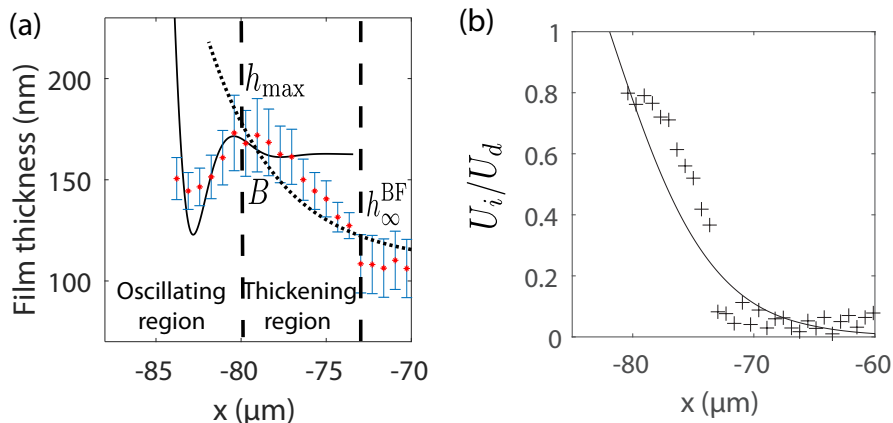 (a)
Film thickness (nm)
200
150
100
h_max
B
h_∞^BF
Oscillating
region
Thickening
region
-85
-80
-75
-70
x (μm)
(b)
U_i/U_d
1
0.8
0.6
0.4
0.2
0
-80
-70
-60
x (μm)